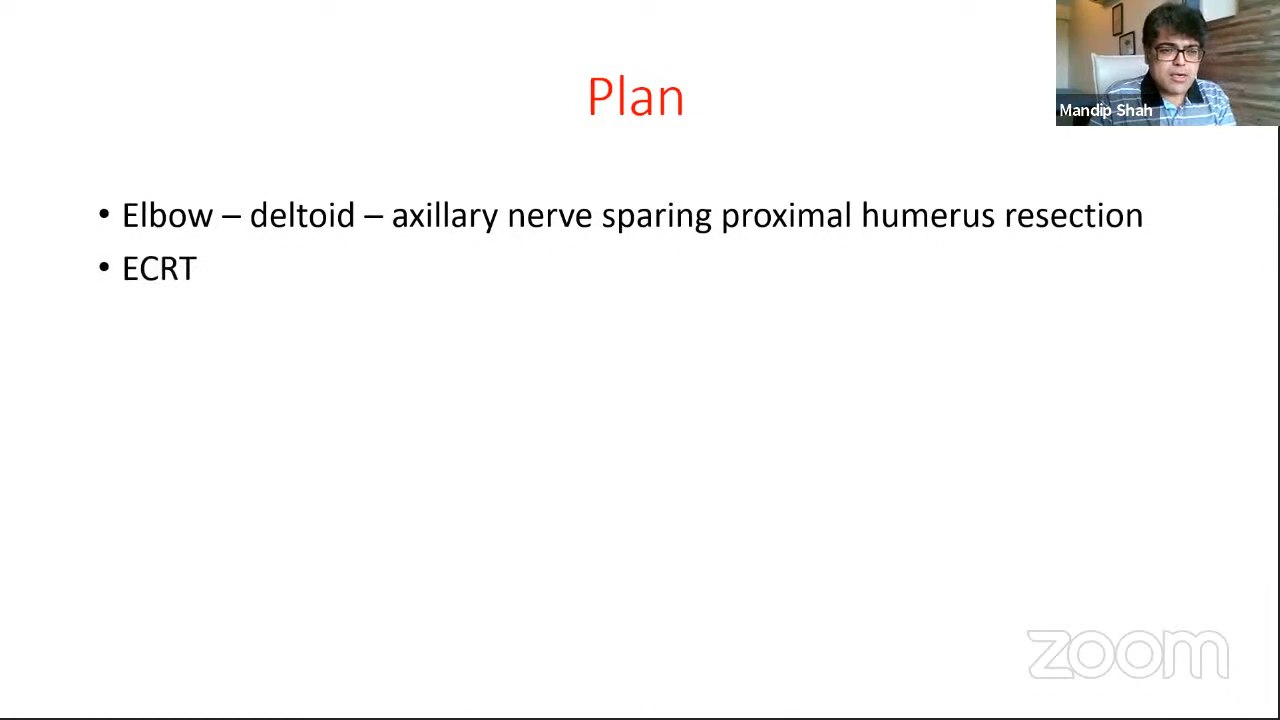 Plan
Mandip Shah
• Elbow – deltoid – axillary nerve sparing proximal humerus resection
• ECRT
zoom